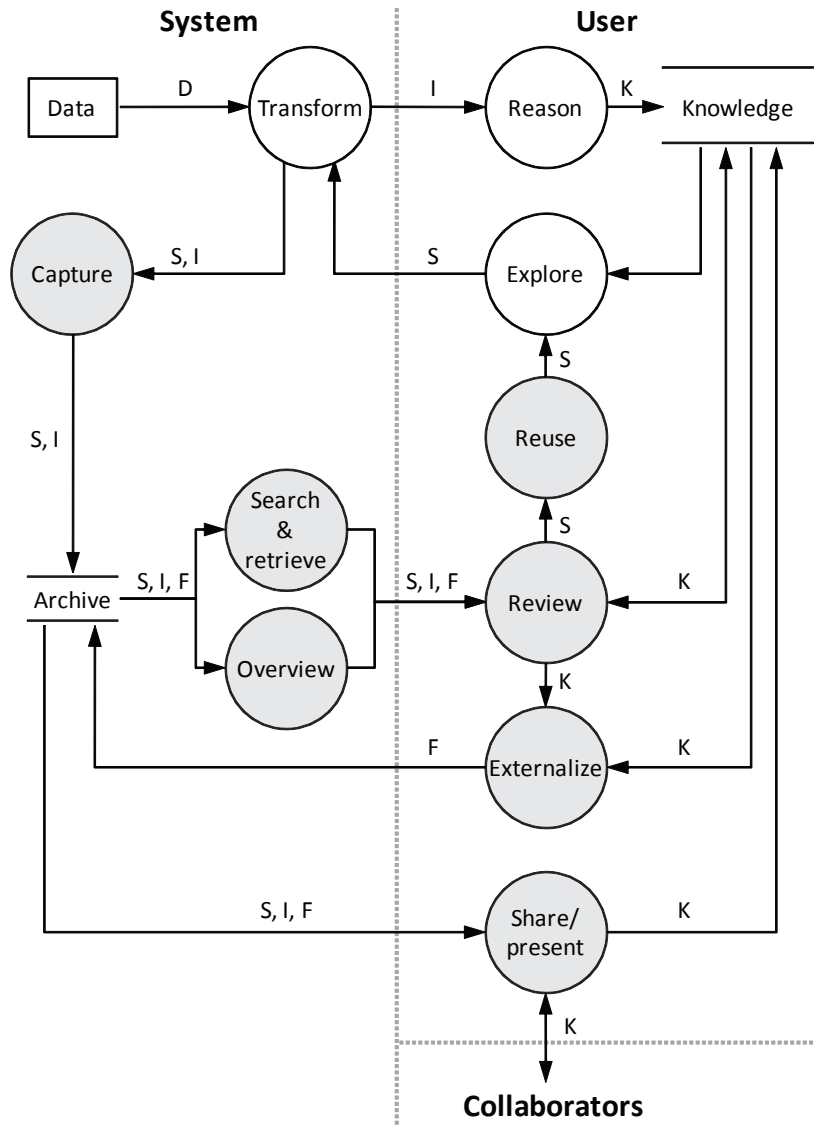 System
User
Data
D
Transform
I
Reason
K
Knowledge
Capture
S, I
S
Explore
S
Reuse
S, I
S
Search
&
retrieve
Archive
S, I, F
S, I, F
Review
K
Overview
K
F
Externalize
K
S, I, F
Share/
present
K
K
Collaborators